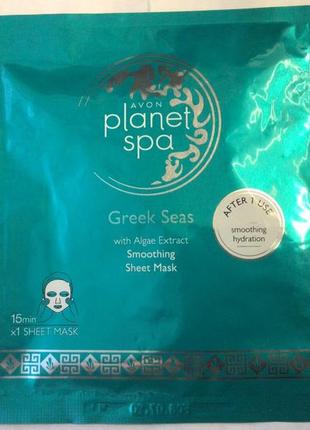 AVON
planet
spa
Greek Seas
with Algae Extract
Smoothing
Sheet Mask
AFTER 1 USE
smoothing
hydration
15min
x1 SHEET MASK